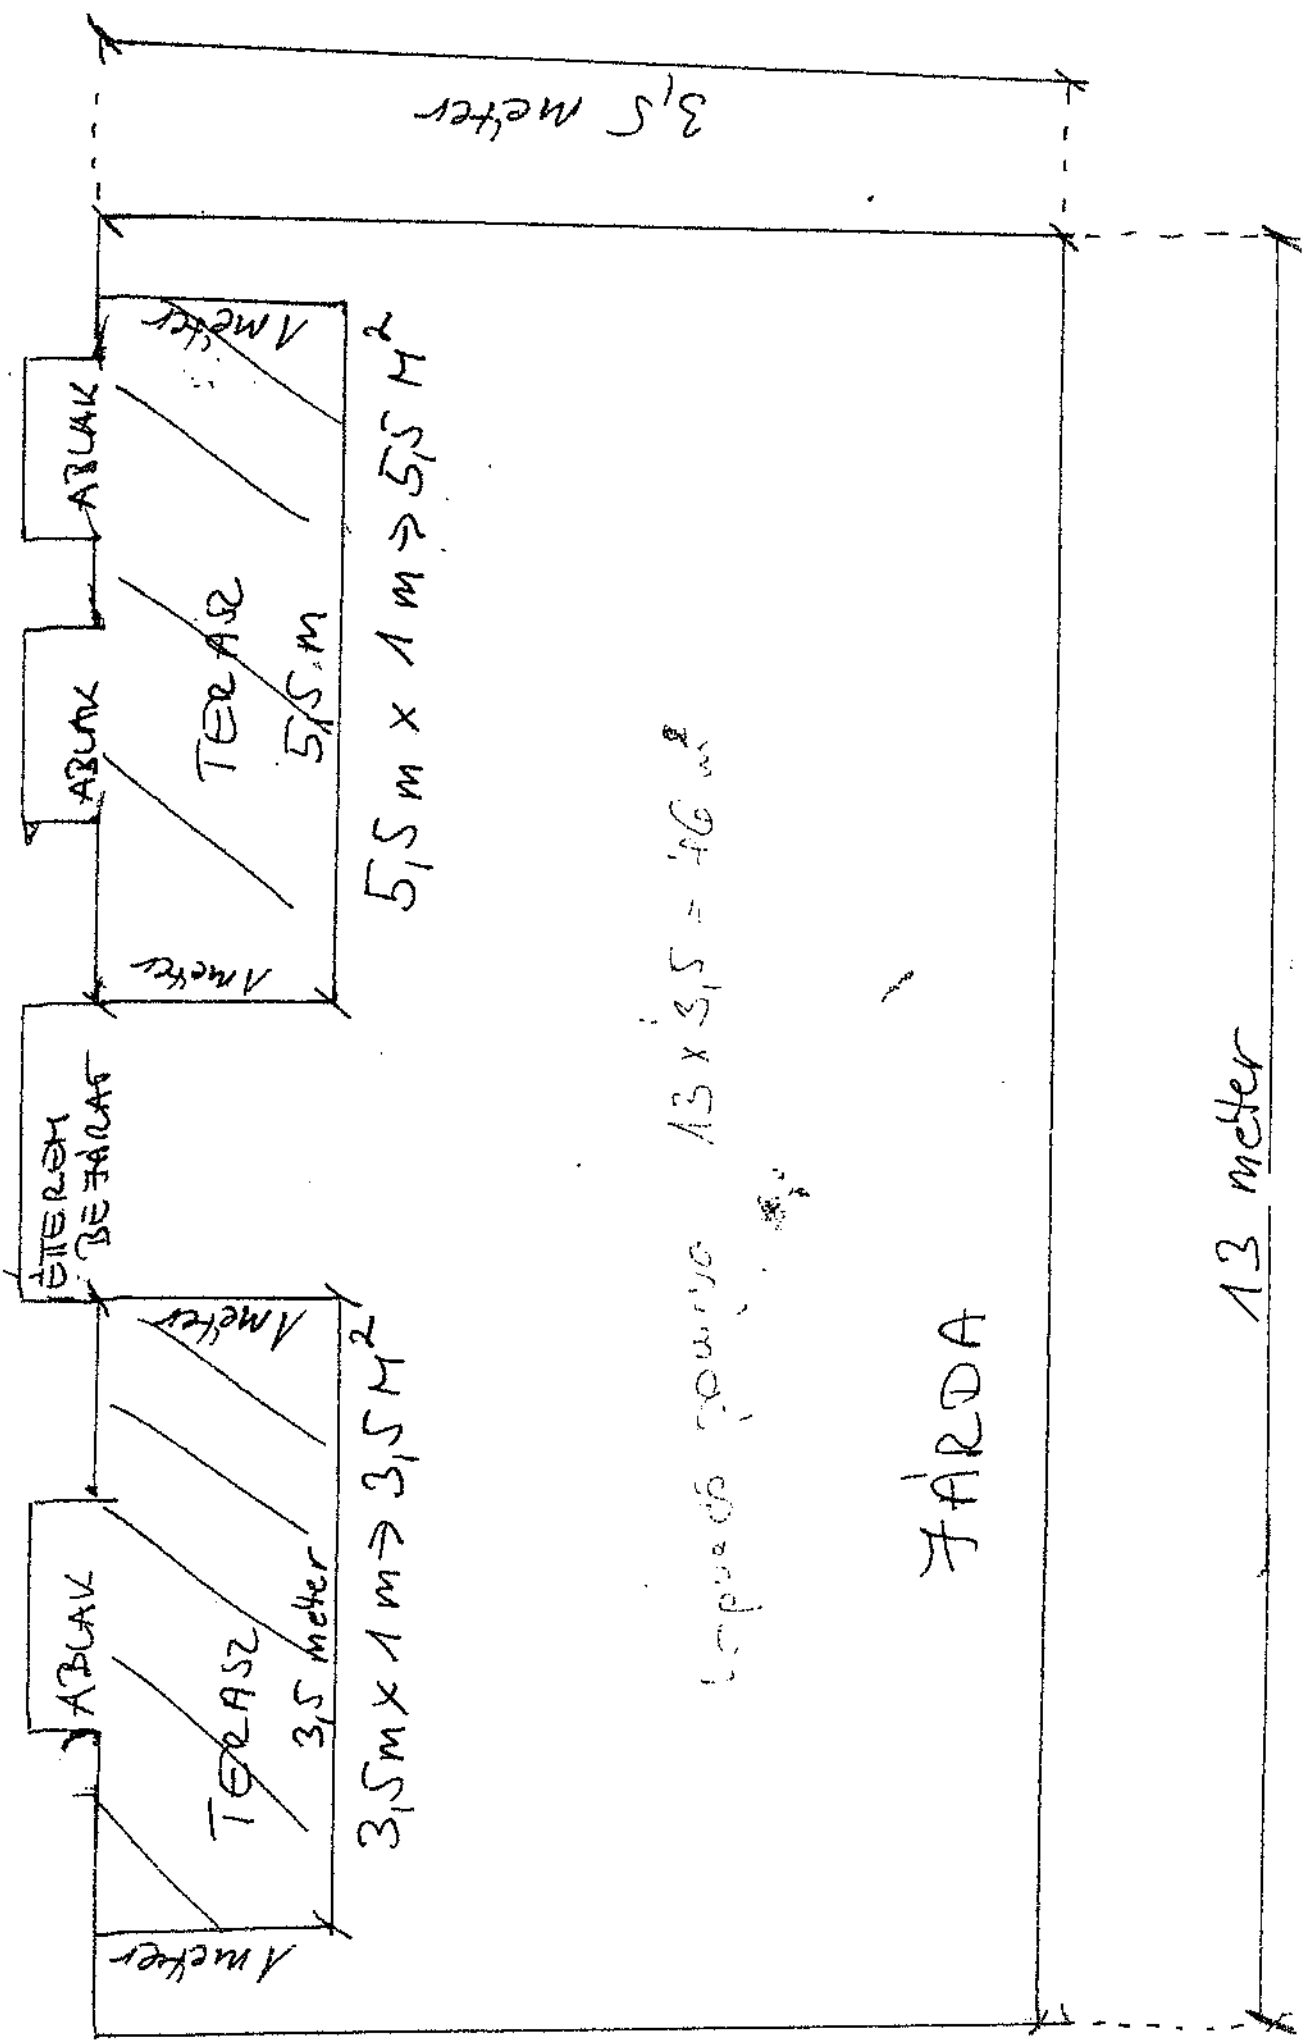 ABLAK
ÉTTEREM
BEJÁRAT
ABLAK
ABLAK
1 méter
TERASZ
3,5 méter
1 méter
3,5 m x 1 m => 3,5 M²
1 méter
TERASZ
5,5 m
1 méter
5,5 m x 1 m => 5,5 M²
3,5 méter
13 x 3,5 = 46 m²
JÁRDA
13 méter